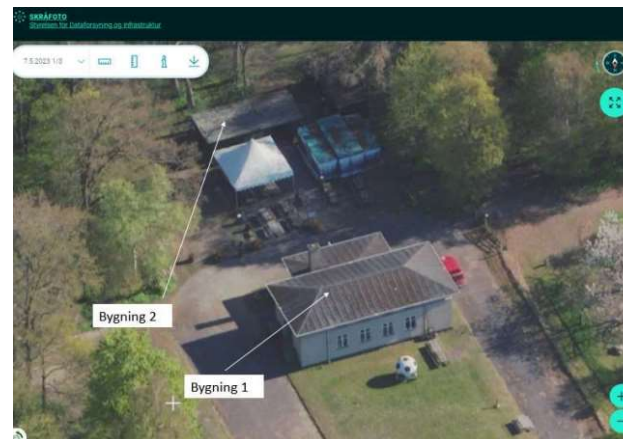 SKRÅFOTO
Styrelsen for Dataforsyning og Infrastruktur
7.5.2023 1/8
Bygning 2
Bygning 1